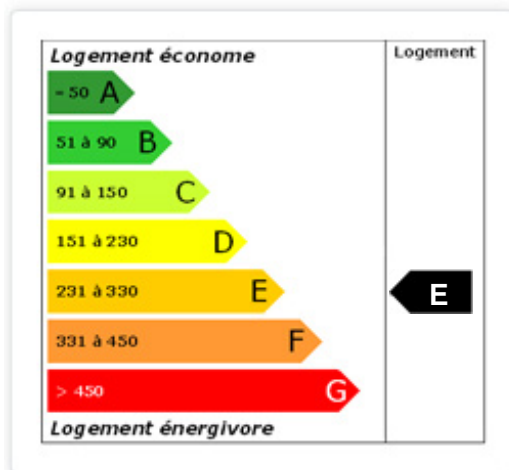 Logement économe
Logement
= 50 A
51 à 90 B
91 à 150 C
151 à 230 D
231 à 330 E
E
331 à 450 F
> 450 G
Logement énergivore